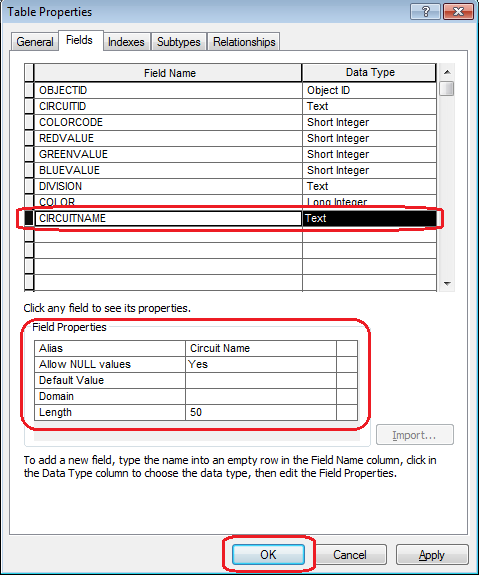 Table Properties
General Fields Indexes Subtypes Relationships
Field Name Data Type
OBJECTID Object ID
CIRCUITID Text
COLORCODE Short Integer
REDVALUE Short Integer
GREENVALUE Short Integer
BLUEVALUE Short Integer
DIVISION Text
COLOR Long Integer
CIRCUITNAME Text
Click any field to see its properties.
Field Properties
Alias Circuit Name
Allow NULL values Yes
Default Value
Domain
Length 50
Import...
To add a new field, type the name into an empty row in the Field Name column, click in
the Data Type column to choose the data type, then edit the Field Properties.
OK Cancel Apply